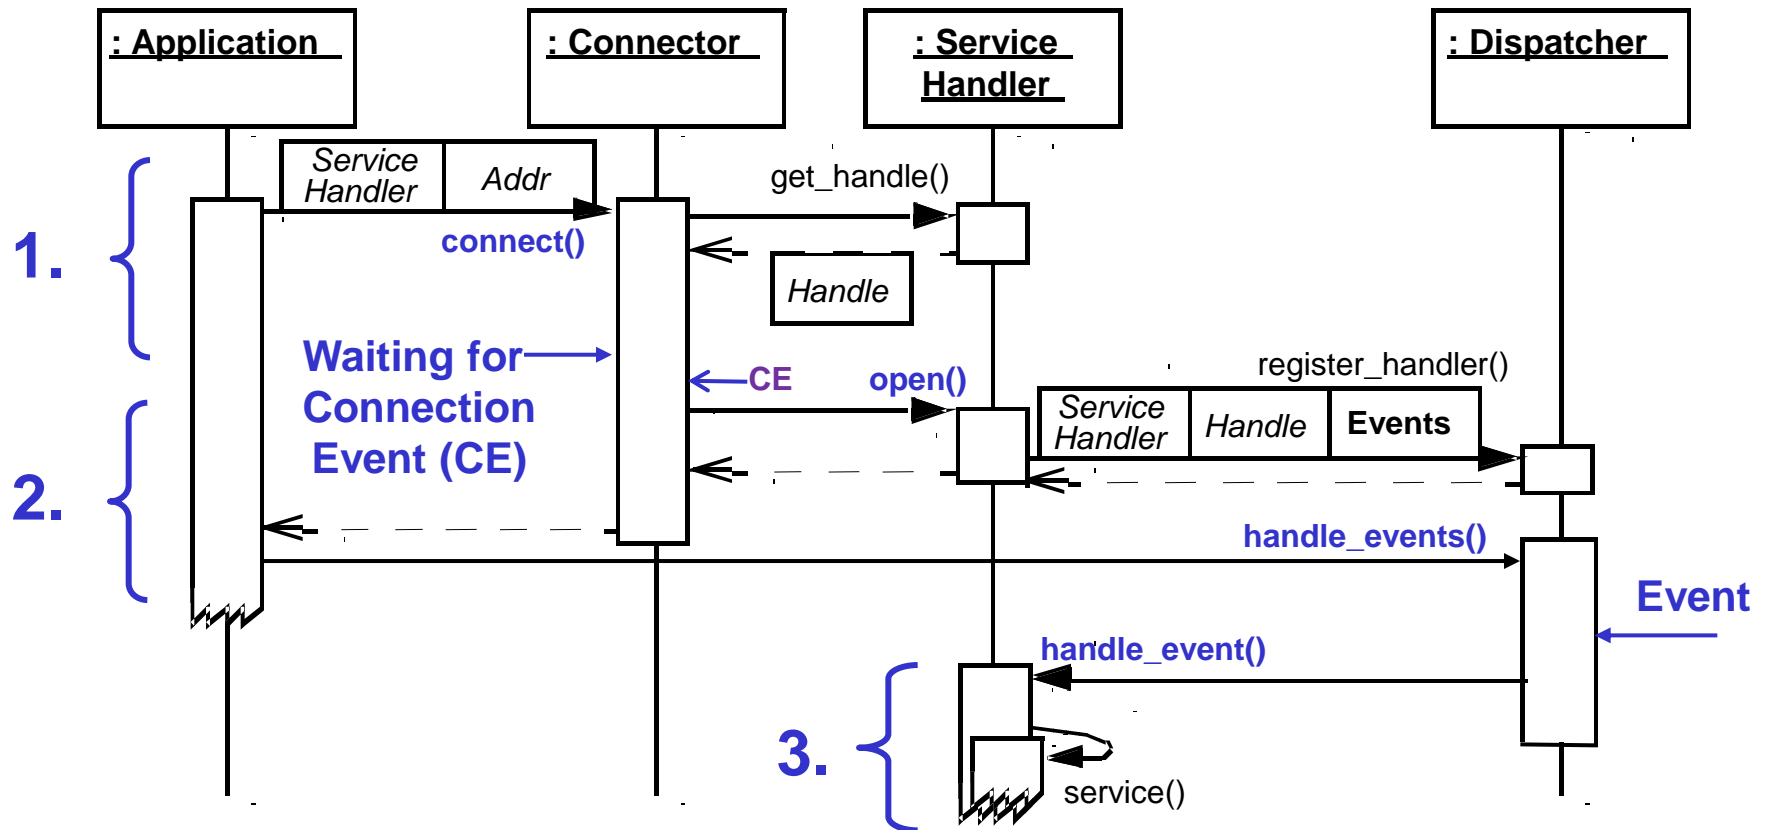 : Application
: Connector
: Service
Handler
: Dispatcher
Service
Handler
Addr
get_handle()
1.
connect()
Handle
Waiting for
Connection
Event (CE)
CE
open()
register_handler()
Service
Handler
Handle
Events
2.
handle_events()
Event
handle_event()
3.
service()